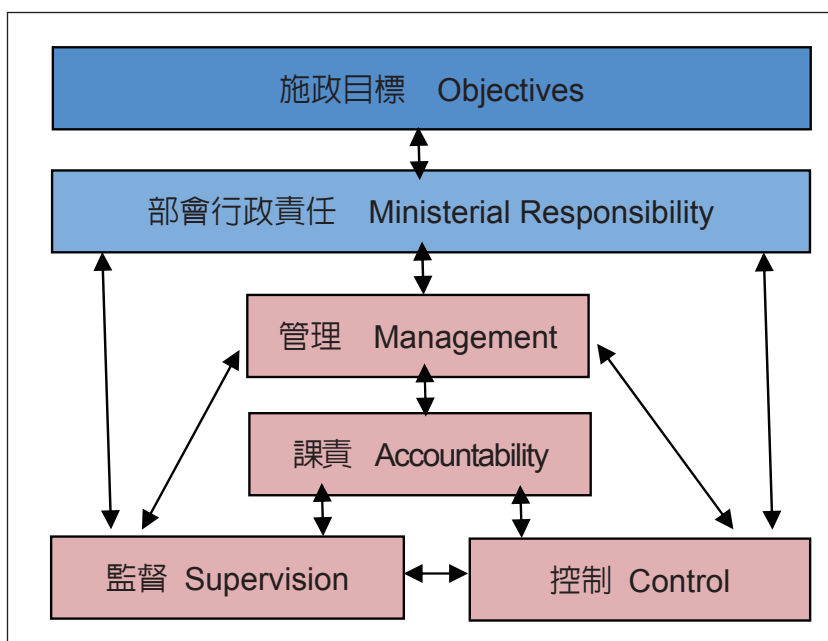 施政目標 Objectives
部會行政責任 Ministerial Responsibility
管理 Management
課責 Accountability
監督 Supervision
控制 Control